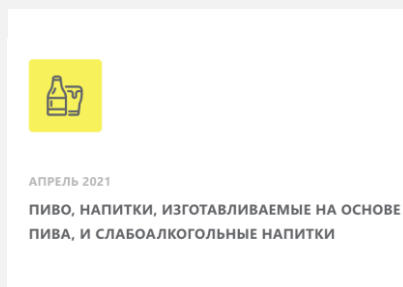 АПРЕЛЬ 2021
ПИВО, НАПИТКИ, ИЗГОТАВЛИВАЕМЫЕ НА ОСНОВЕ
ПИВА, И СЛАБОАЛКОГОЛЬНЫЕ НАПИТКИ